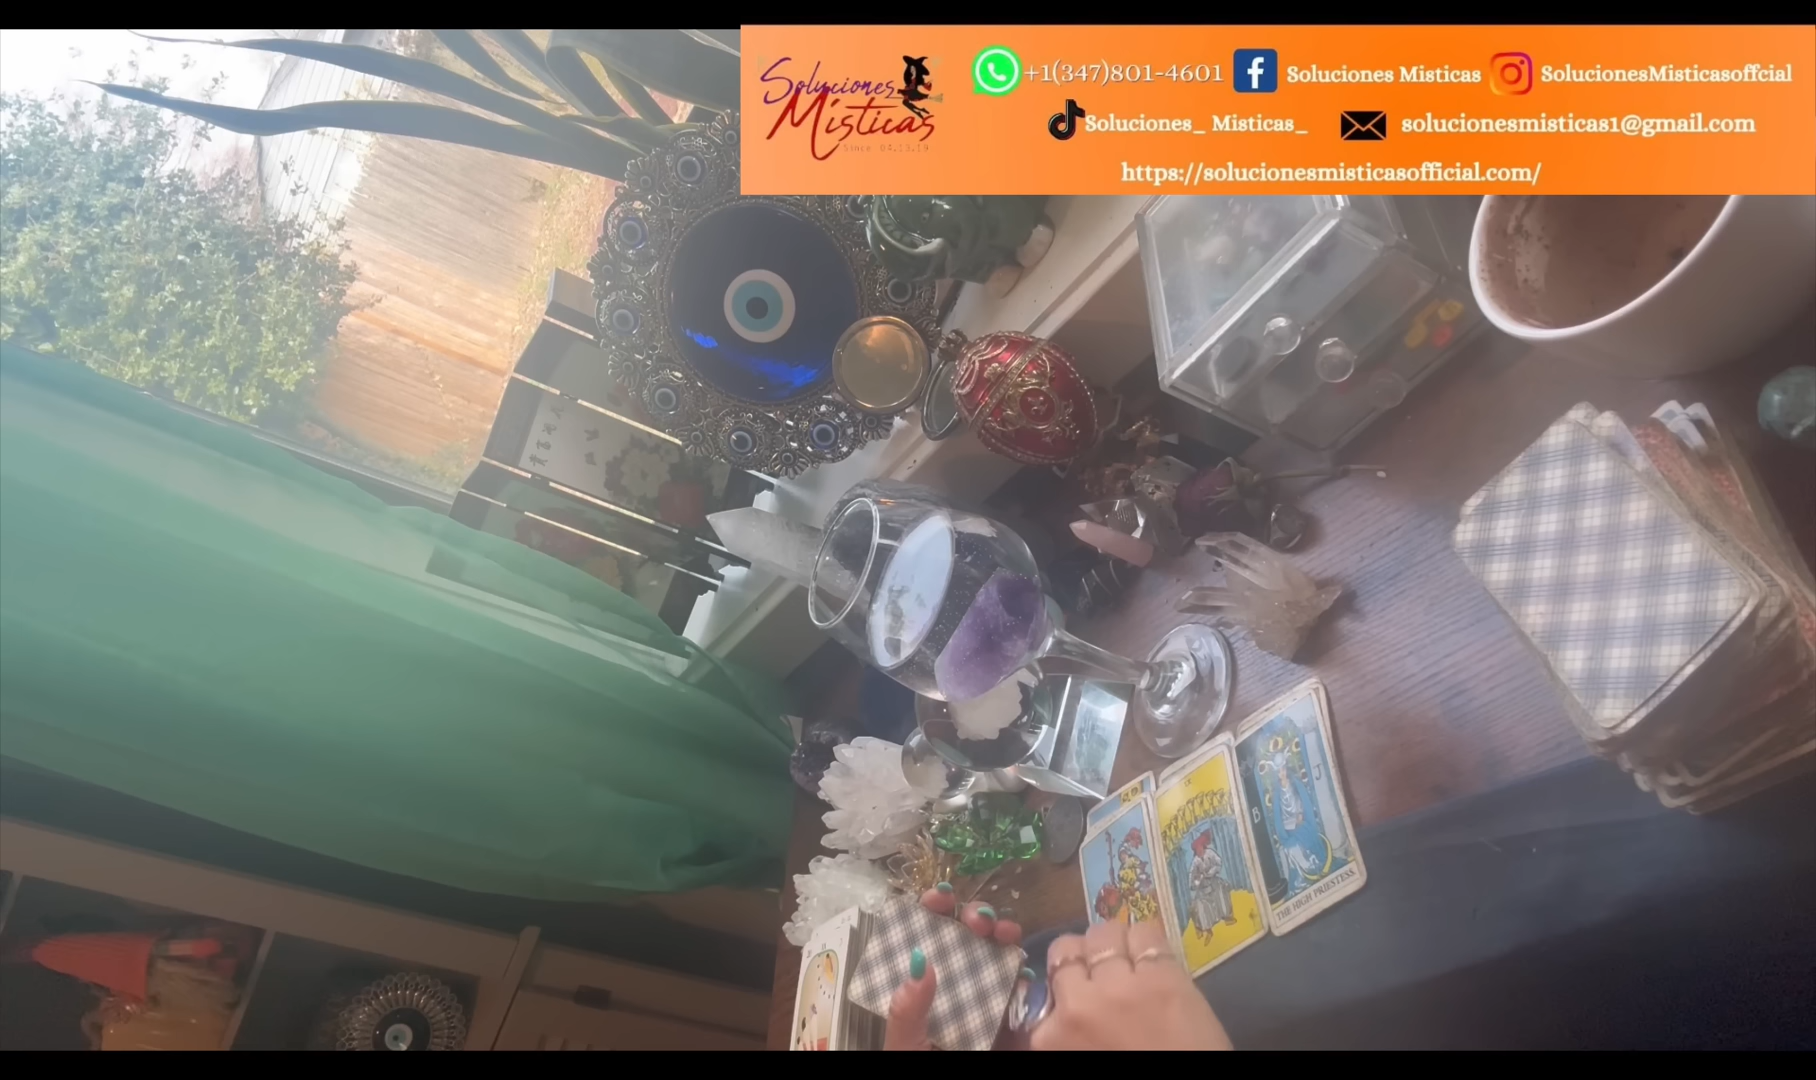 Soluciones
Misticas
Since 04.13.19
+1(347)801-4601
Soluciones Misticas
SolucionesMisticasoffcial
Soluciones_ Misticas_
solucionesmisticas1@gmail.com
https://solucionesmisticasofficial.com/
J
B
THE HIGH PRIESTESS